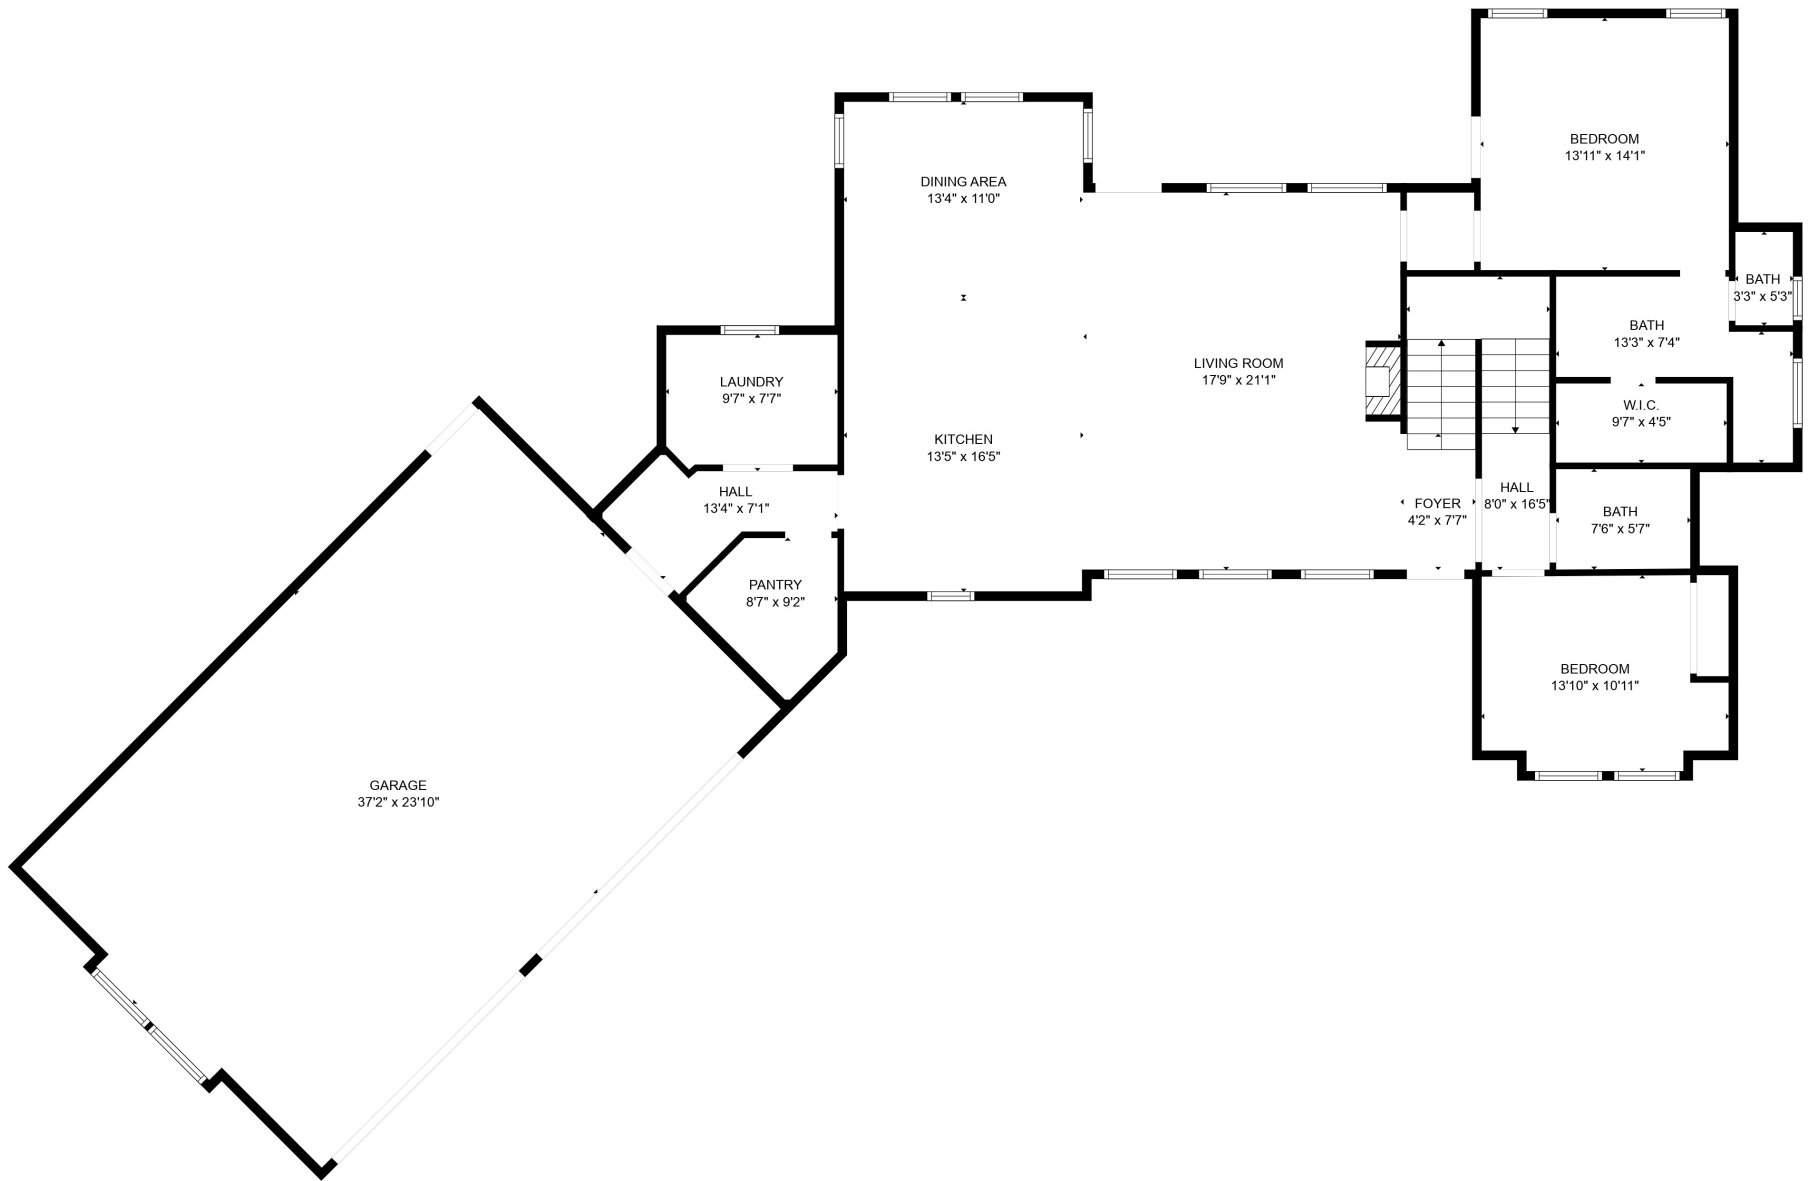 BEDROOM
13'11" x 14'1"
DINING AREA
13'4" x 11'0"
BATH
3'3" x 5'3"
BATH
13'3" x 7'4"
LIVING ROOM
17'9" x 21'1"
LAUNDRY
9'7" x 7'7"
W.I.C.
9'7" x 4'5"
KITCHEN
13'5" x 16'5"
HALL
13'4" x 7'1"
FOYER
4'2" x 7'7"
HALL
8'0" x 16'5"
BATH
7'6" x 5'7"
PANTRY
8'7" x 9'2"
BEDROOM
13'10" x 10'11"
GARAGE
37'2" x 23'10"